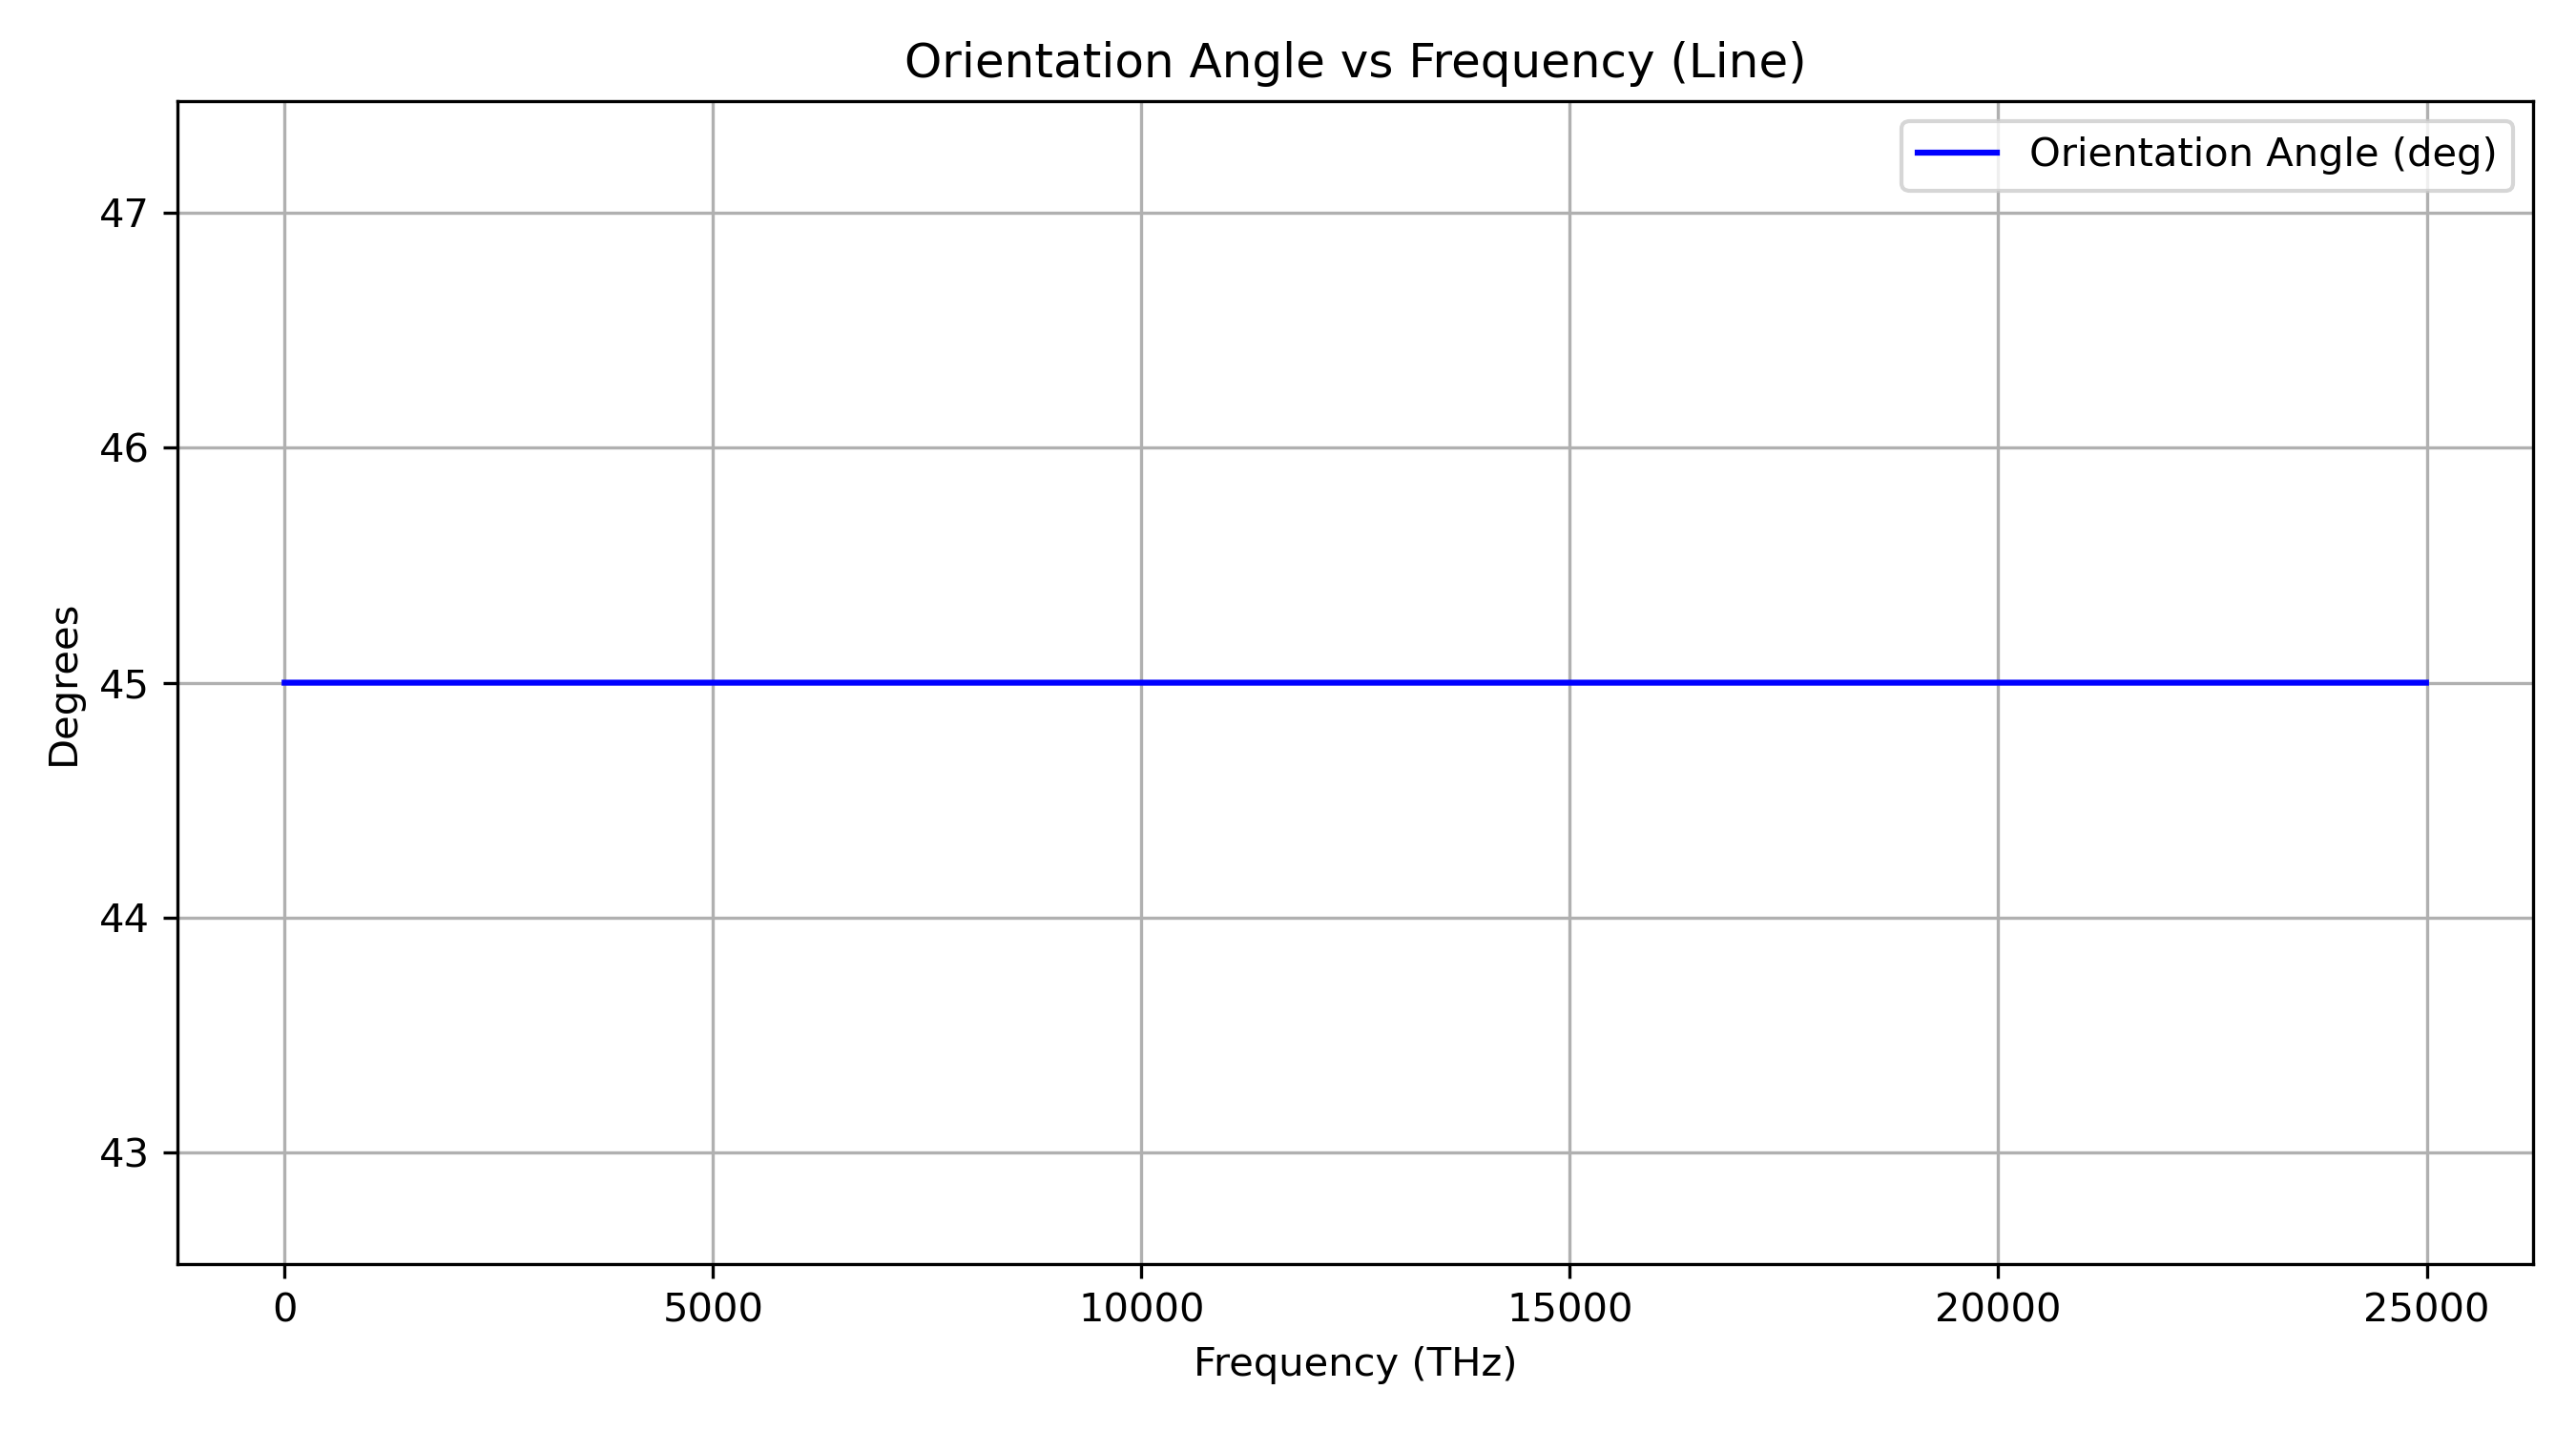 Orientation Angle vs Frequency (Line)
Orientation Angle (deg)
47
46
45
44
43
Degrees
0 5000 10000 15000 20000 25000
Frequency (THz)